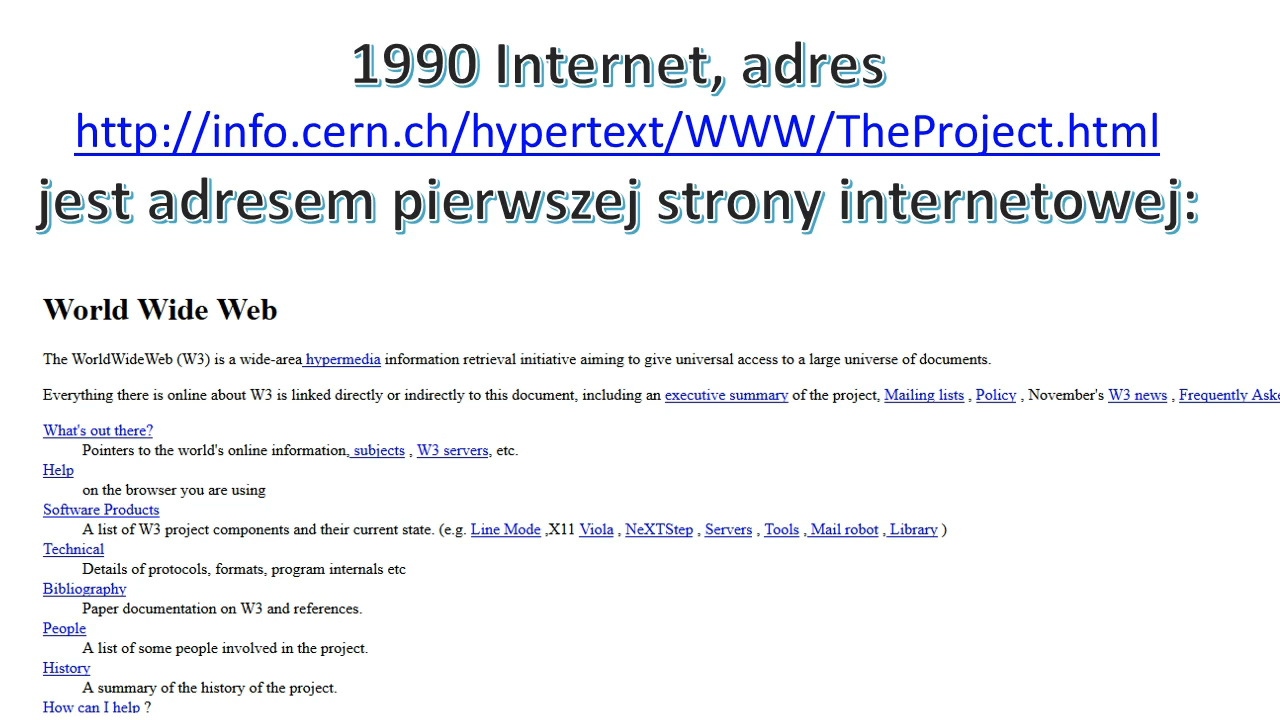 1990 Internet, adres
http://info.cern.ch/hypertext/WWW/TheProject.html
jest adresem pierwszej strony internetowej:
World Wide Web
The WorldWideWeb (W3) is a wide-area hypermedia information retrieval initiative aiming to give universal access to a large universe of documents.
Everything there is online about W3 is linked directly or indirectly to this document, including an executive summary of the project, Mailing lists , Policy , November's W3 news , Frequently
What's out there?
Pointers to the world's online information, subjects , W3 servers, etc.
Help
on the browser you are using
Software Products
A list of W3 project components and their current state. (e.g. Line Mode ,X11 Viola , NeXTStep , Servers , Tools , Mail robot , Library )
Technical
Details of protocols, formats, program internals etc
Bibliography
Paper documentation on W3 and references.
People
A list of some people involved in the project.
History
A summary of the history of the project.
How can I help ?